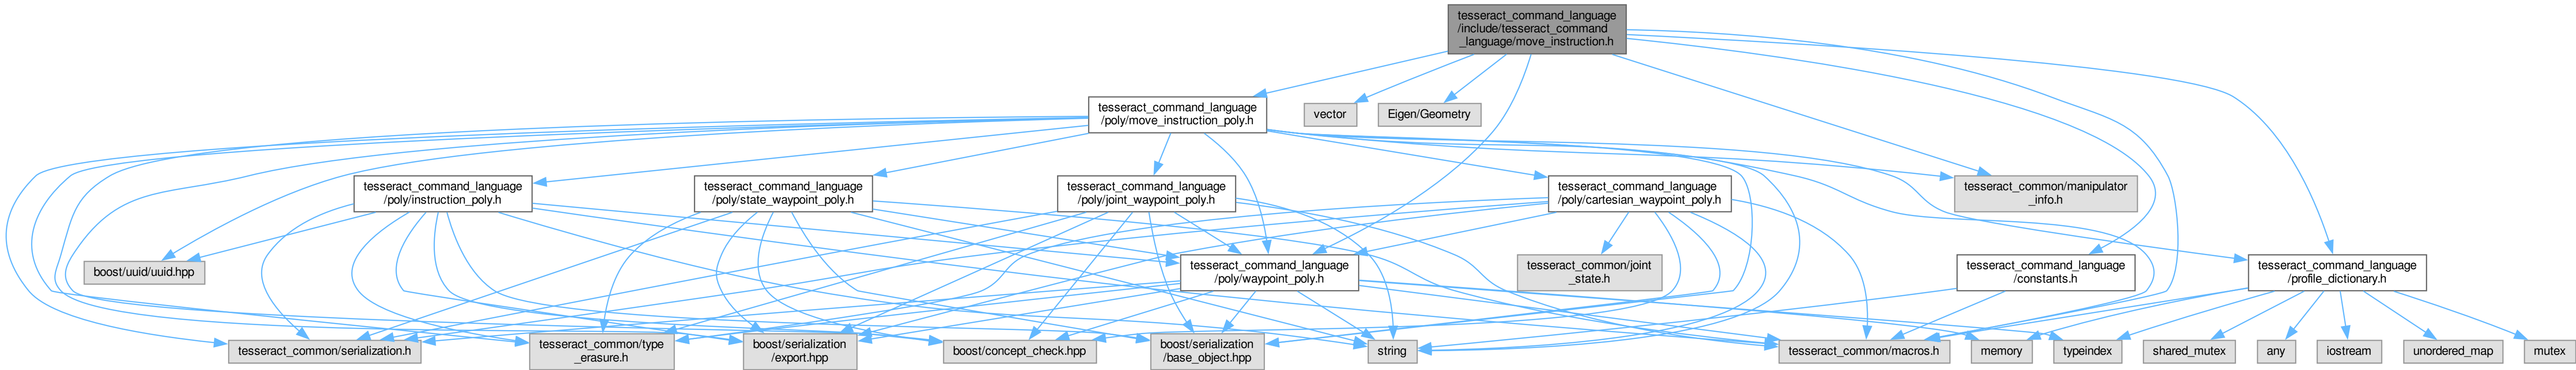 tesseract_command_language
/include/tesseract_command
_language/move_instruction.h
tesseract_command_language
/poly/move_instruction_poly.h
vector
Eigen/Geometry
tesseract_command_language
/poly/instruction_poly.h
tesseract_command_language
/poly/state_waypoint_poly.h
tesseract_command_language
/poly/joint_waypoint_poly.h
tesseract_command_language
/poly/cartesian_waypoint_poly.h
tesseract_common/manipulator
_info.h
boost/uuid/uuid.hpp
tesseract_command_language
/poly/waypoint_poly.h
tesseract_common/joint
_state.h
tesseract_command_language
/constants.h
tesseract_command_language
/profile_dictionary.h
tesseract_common/serialization.h
tesseract_common/type
_erasure.h
boost/serialization
/export.hpp
boost/concept_check.hpp
boost/serialization
/base_object.hpp
string
tesseract_common/macros.h
memory
typeindex
shared_mutex
any
iostream
unordered_map
mutex